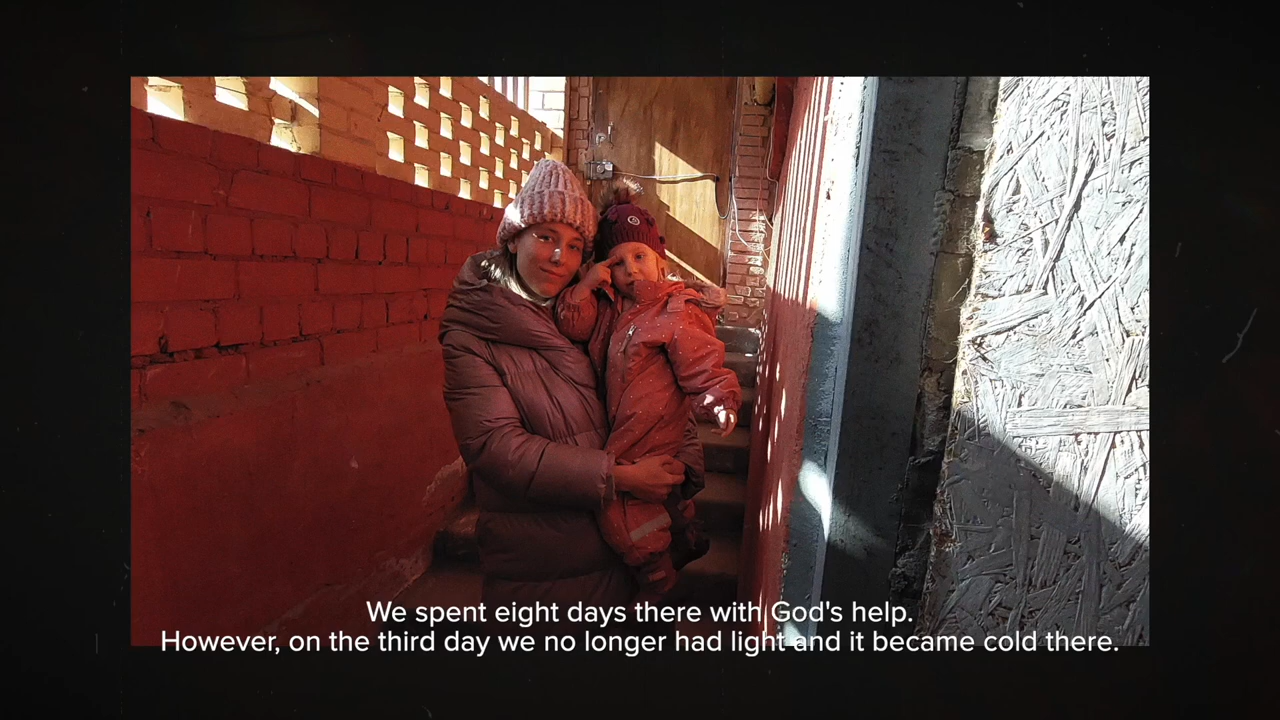 We spent eight days there with God's help.
However, on the third day we no longer had light and it became cold there.